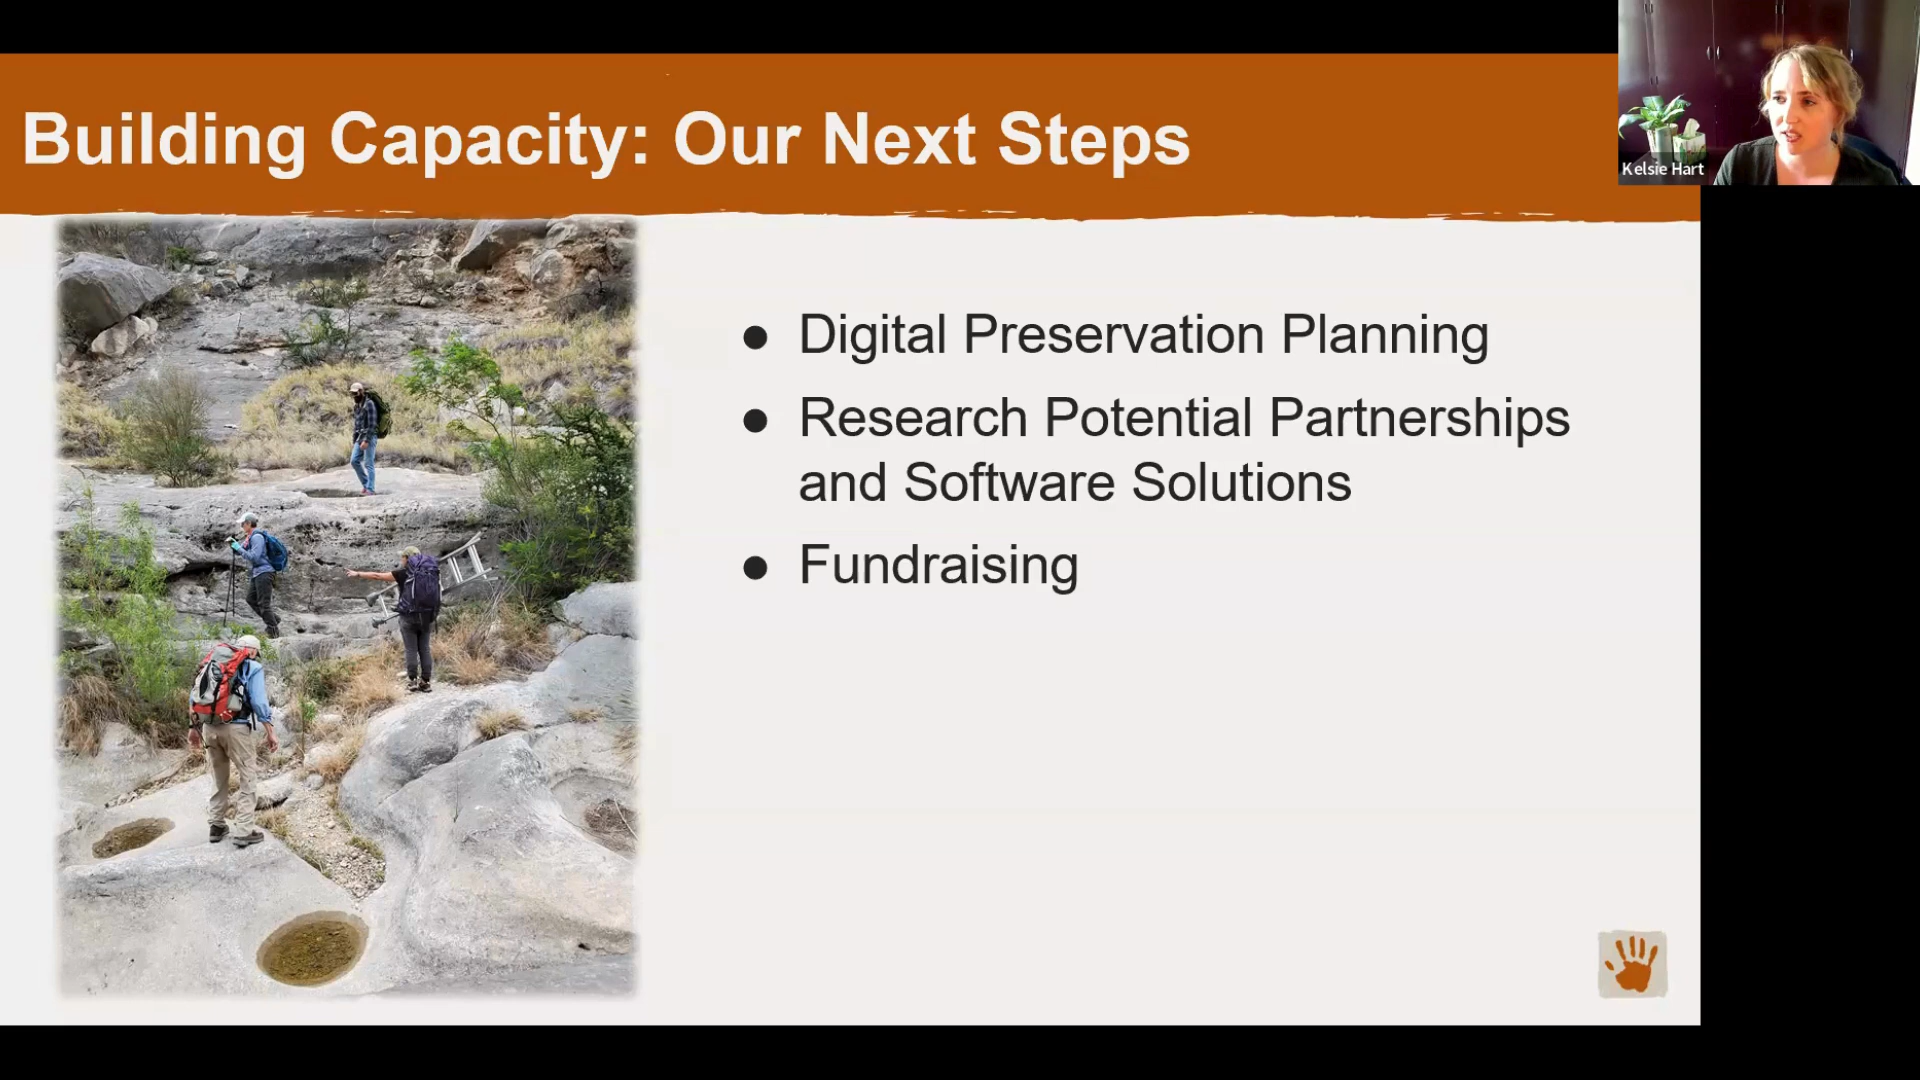 Building Capacity: Our Next Steps
Kelsie Hart
● Digital Preservation Planning
● Research Potential Partnerships
and Software Solutions
● Fundraising